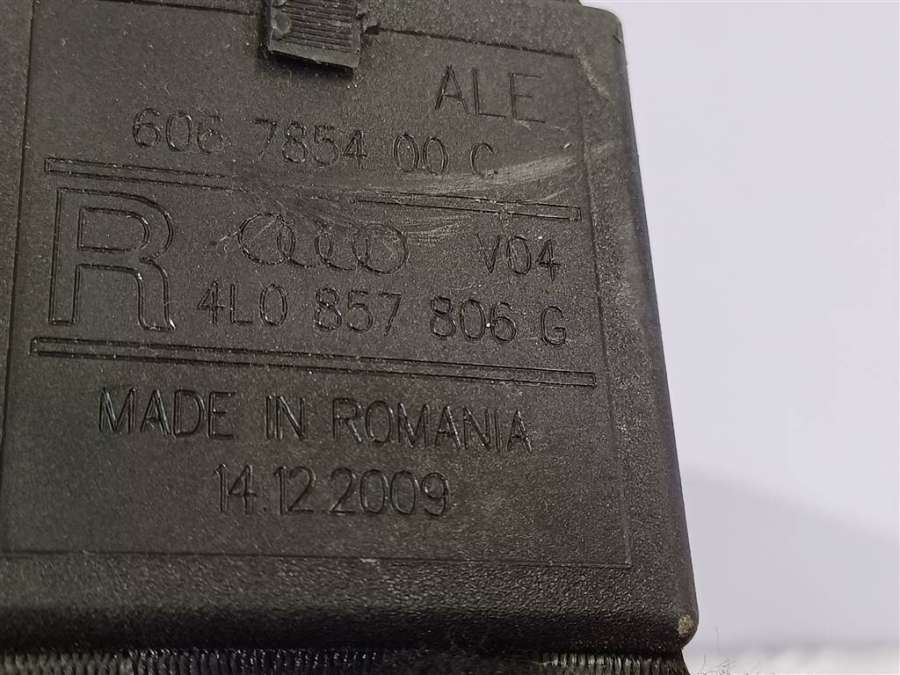 ALE
606 7854 00 C
R V04
4L0 857 806 G
MADE IN ROMANIA
14.12.2009